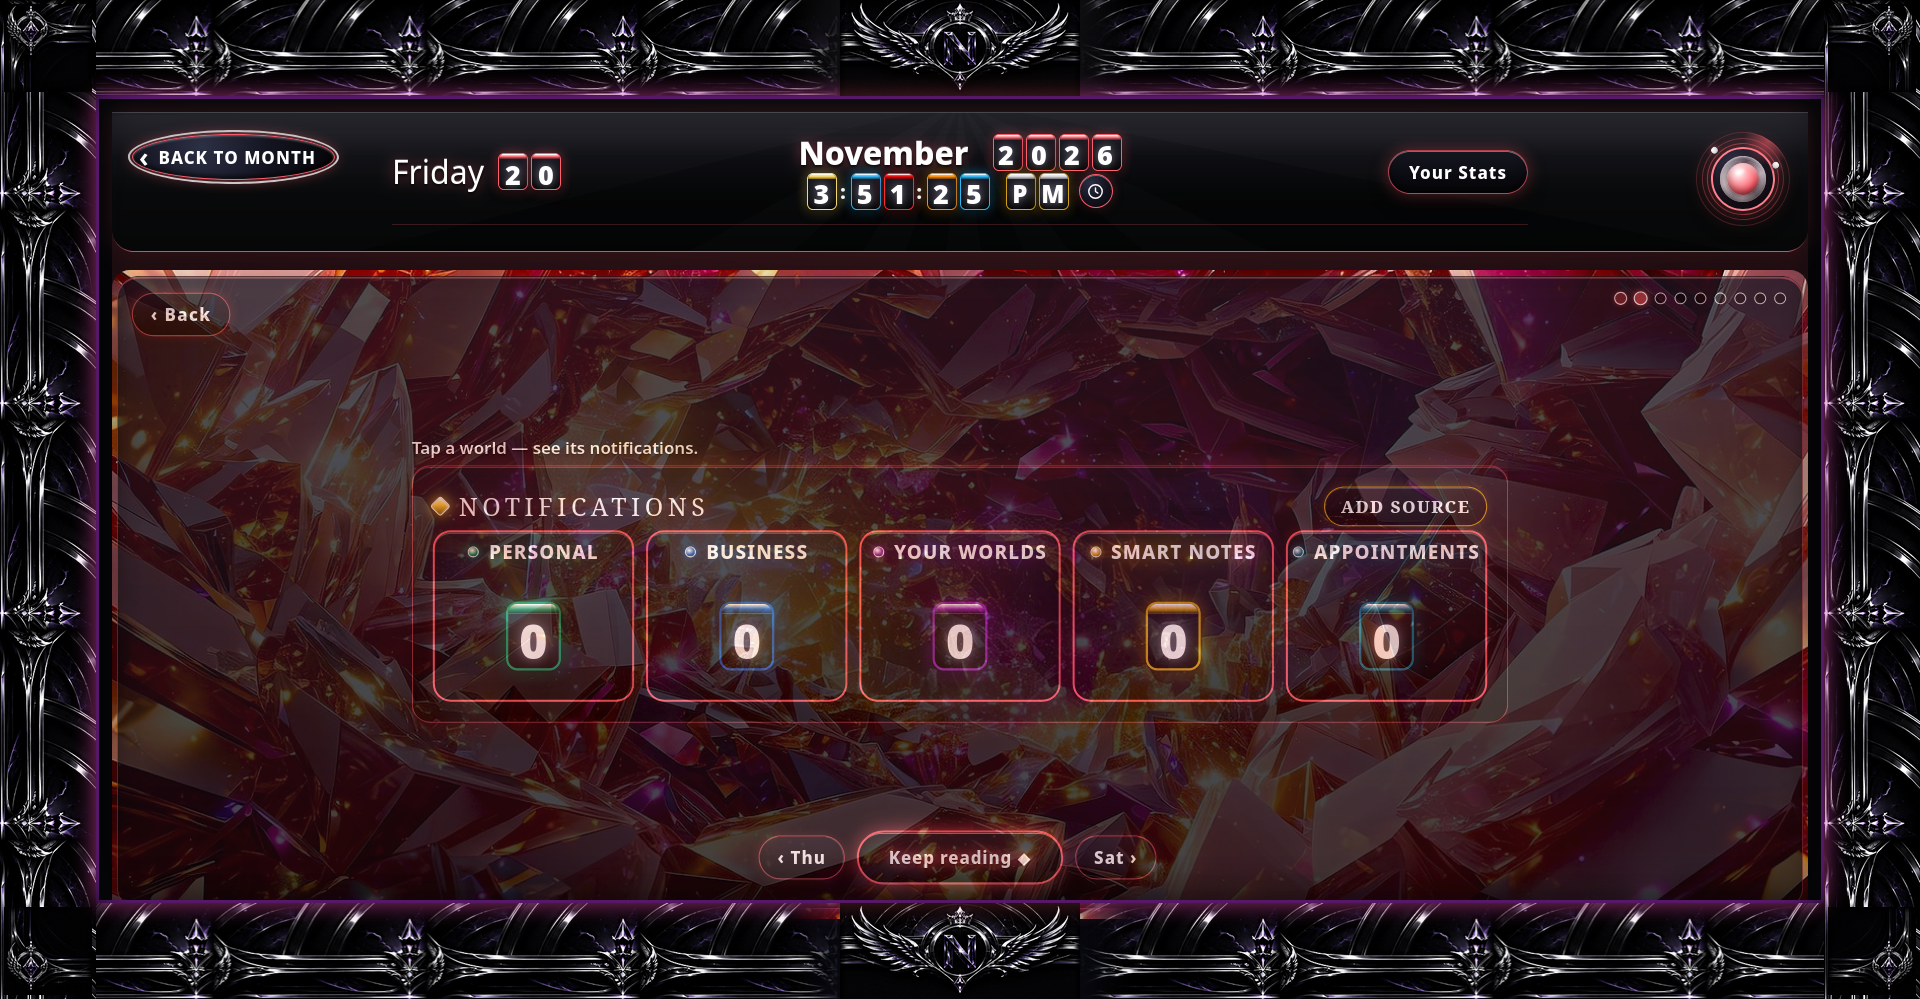 N
‹ BACK TO MONTH
Friday 20
November 2026
3:51:25 PM
Your Stats
‹ Back
Tap a world — see its notifications.
NOTIFICATIONS
ADD SOURCE
PERSONAL
BUSINESS
YOUR WORLDS
SMART NOTES
APPOINTMENTS
0
0
0
0
0
‹ Thu
Keep reading ◆
Sat ›
N